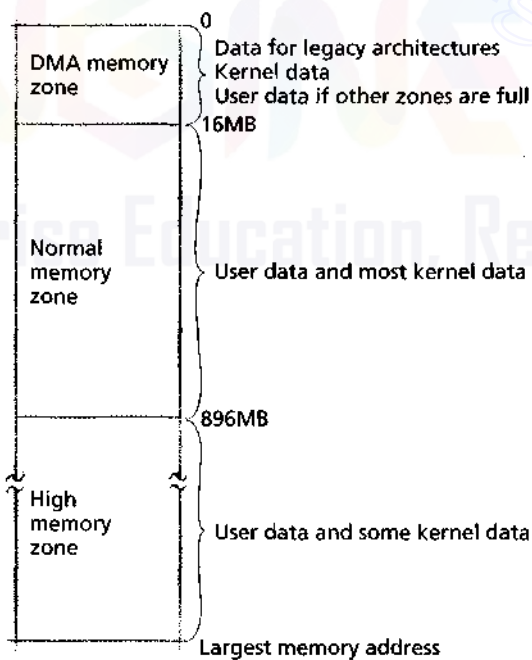 0
DMA memory
zone
Data for legacy architectures
Kernel data
User data if other zones are full
16MB
Normal
memory
zone
User data and most kernel data
896MB
High
memory
zone
User data and some kernel data
Largest memory address